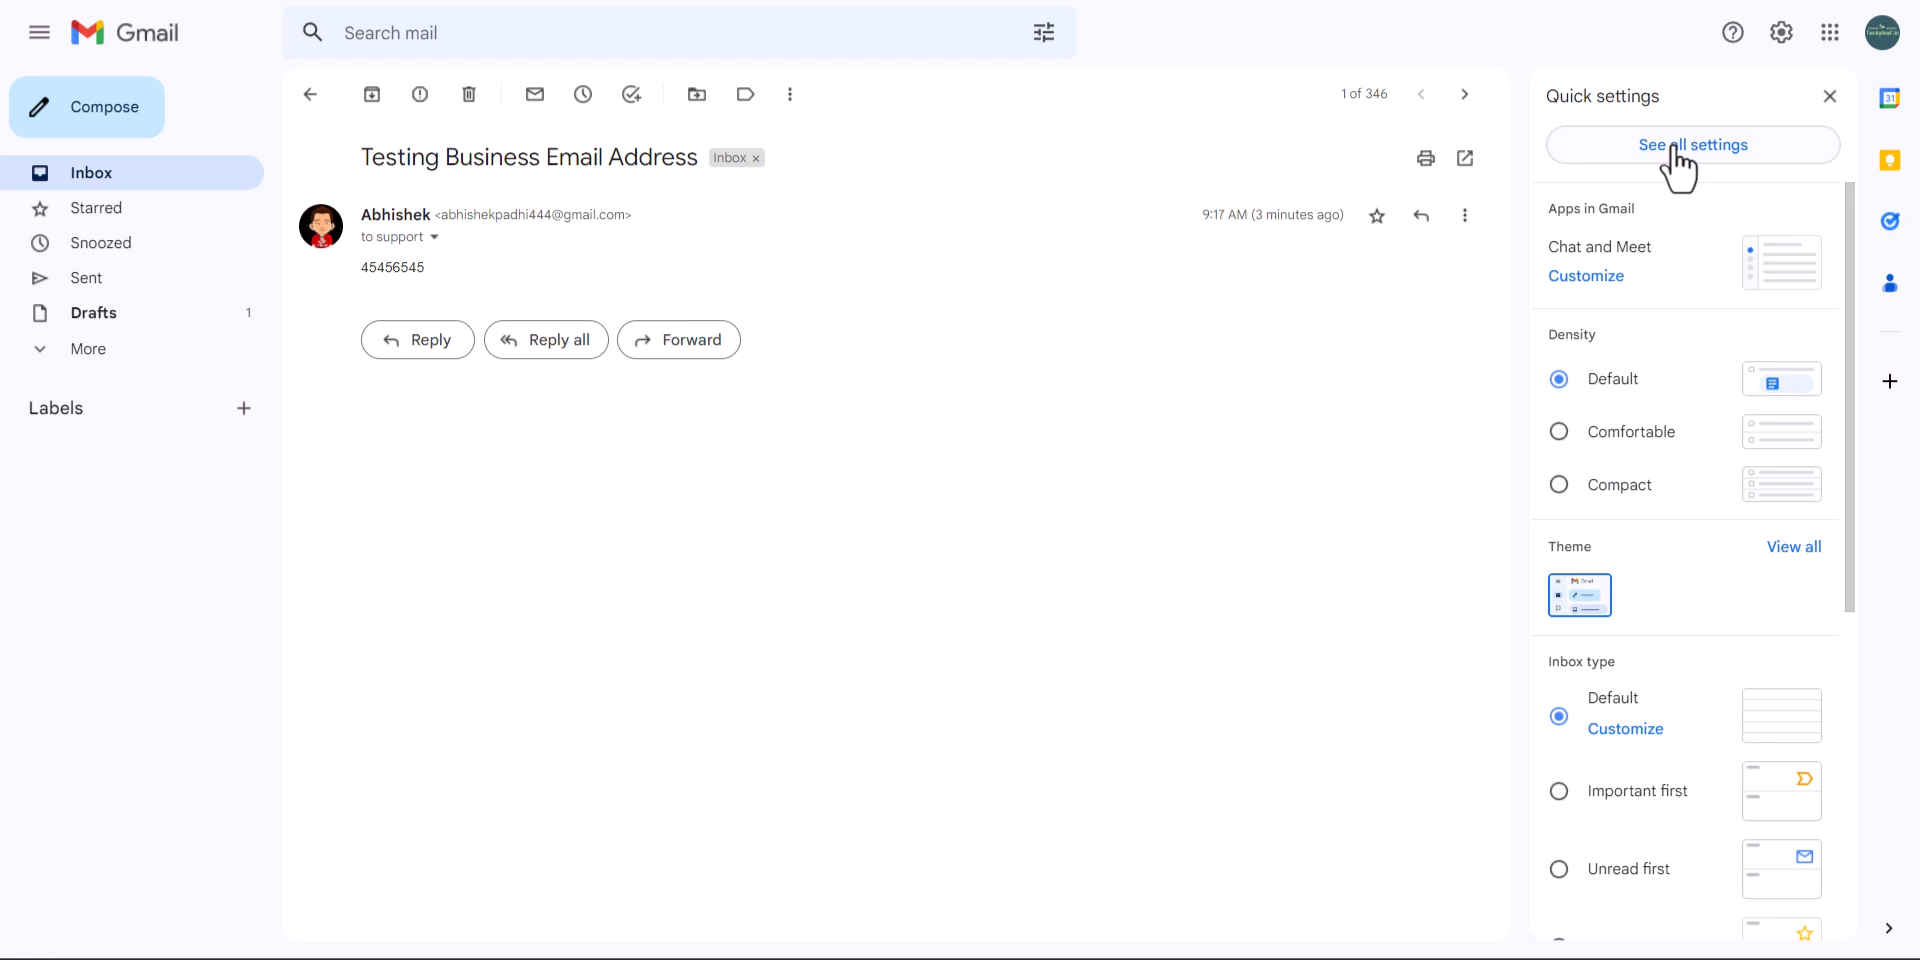 Gmail
Search mail
Compose
Inbox
Starred
Snoozed
Sent
Drafts 1
More
Labels
1 of 346
Testing Business Email Address Inbox ×
Abhishek <abhishekpadhi444@gmail.com>
9:17 AM (3 minutes ago)
to support
45456545
Reply
Reply all
Forward
Quick settings
See all settings
Apps in Gmail
Chat and Meet
Customize
Density
Default
Comfortable
Compact
Theme View all
Inbox type
Default
Customize
Important first
Unread first
31